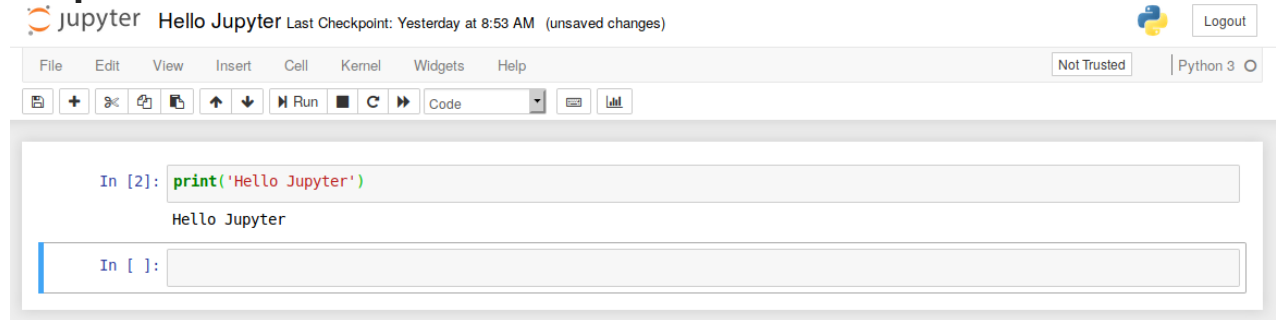 jupyter Hello Jupyter Last Checkpoint: Yesterday at 8:53 AM (unsaved changes) Logout
File Edit View Insert Cell Kernel Widgets Help Not Trusted Python 3
Run Code
In [2]: print('Hello Jupyter')
Hello Jupyter
In [ ]: